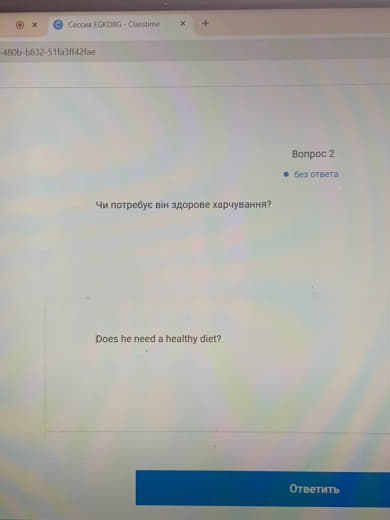 Сессия EGKD8G - Classtime
-480b-b832-51fa3ff42fae
Вопрос 2
без ответа
Чи потребує він здорове харчування?
Does he need a healthy diet?
Ответить